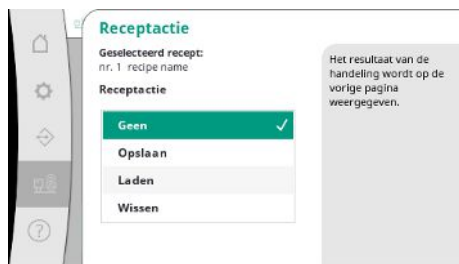 Receptactie
Geselecteerd recept:
nr. 1 recipe name
Receptactie
Geen
Opslaan
Laden
Wissen
Het resultaat van de
handeling wordt op de
vorige pagina
weergegeven.
?